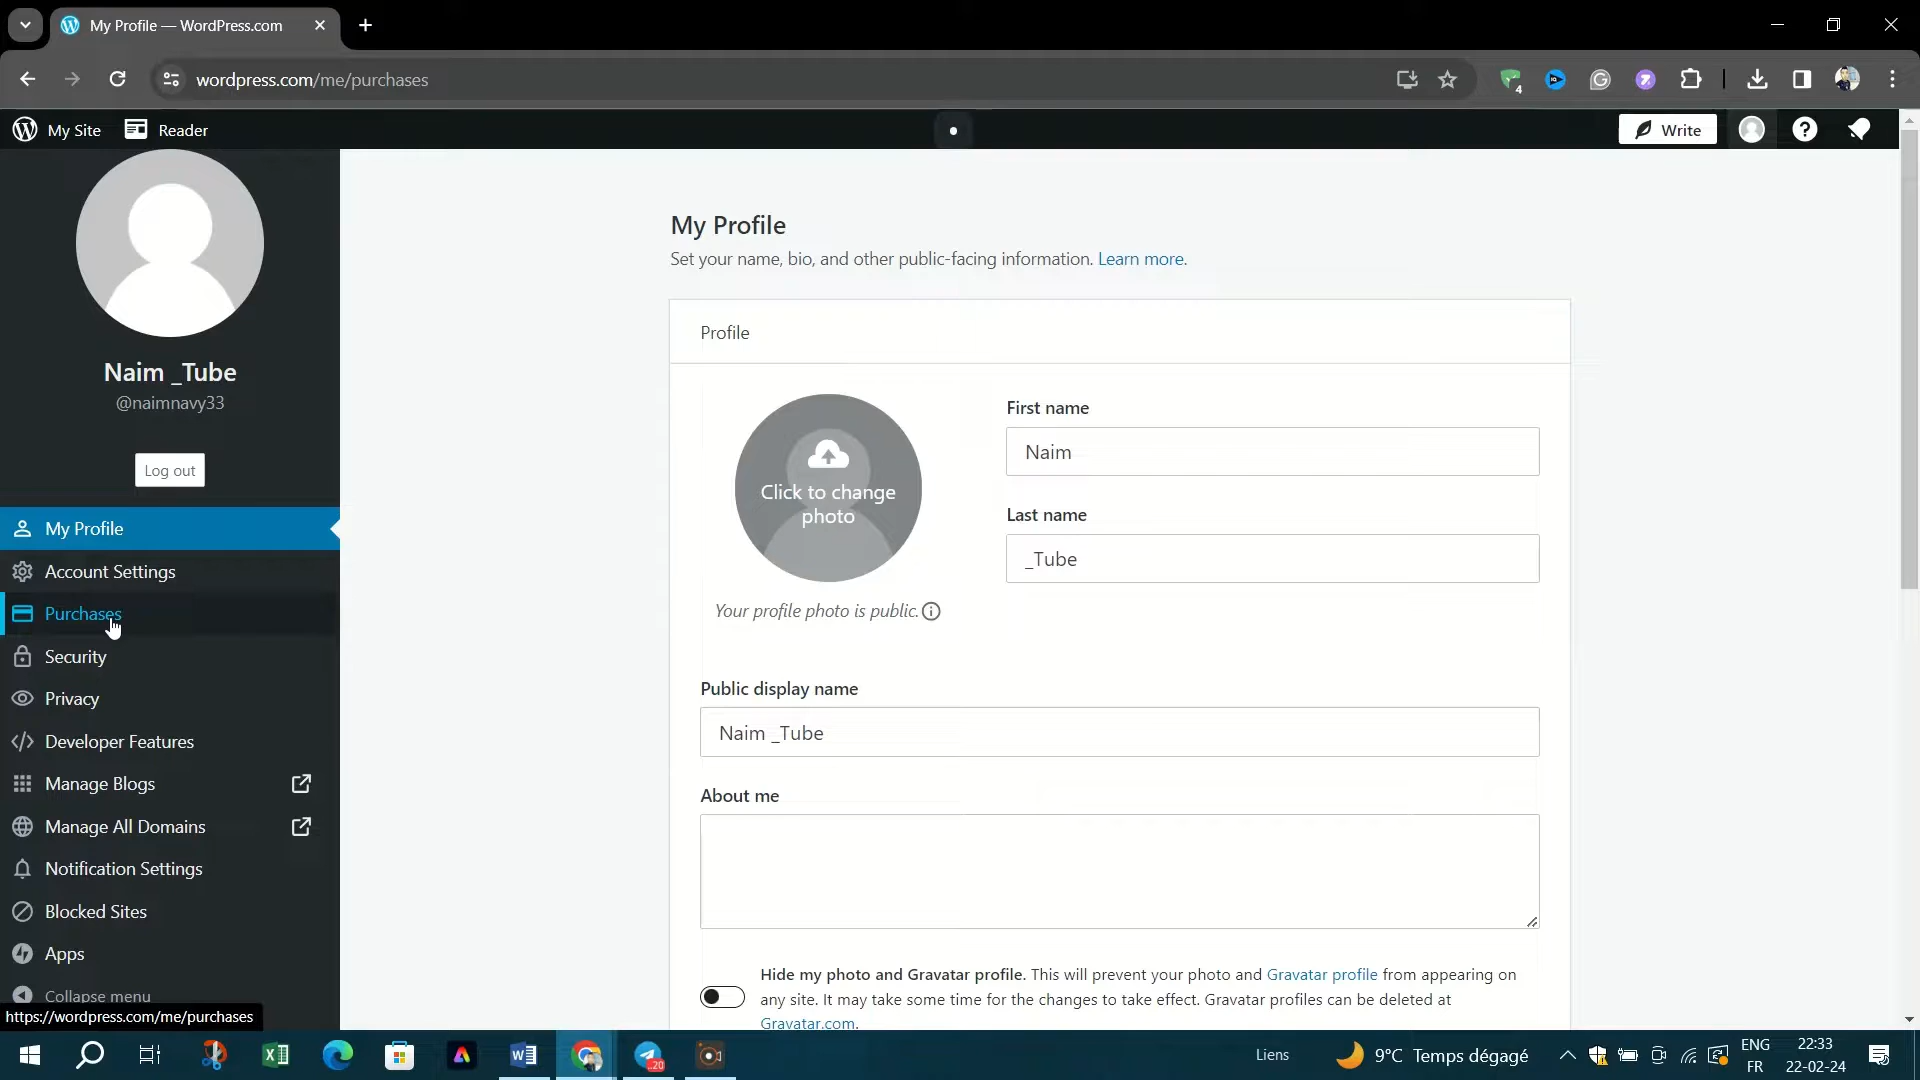 My Profile — WordPress.com
wordpress.com/me/purchases
4
My Site
Reader
Write
Naim _Tube
@naimnavy33
Log out
My Profile
Account Settings
Purchases
Security
Privacy
Developer Features
Manage Blogs
Manage All Domains
Notification Settings
Blocked Sites
Apps
Collapse menu
https://wordpress.com/me/purchases
My Profile
Set your name, bio, and other public-facing information. Learn more.
Profile
Click to change
photo
Your profile photo is public.
First name
Naim
Last name
_Tube
Public display name
Naim _Tube
About me
Hide my photo and Gravatar profile. This will prevent your photo and Gravatar profile from appearing on
any site. It may take some time for the changes to take effect. Gravatar profiles can be deleted at
Gravatar.com.
20
Liens
9°C Temps dégagé
ENG
FR
22:33
22-02-24